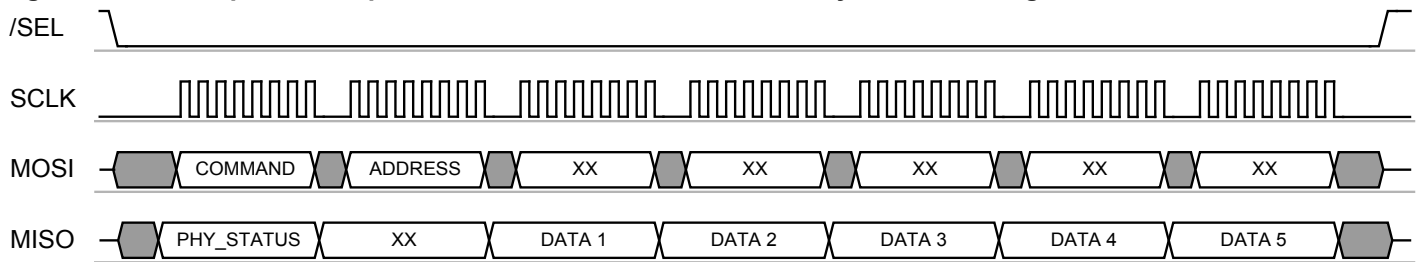 /SEL
SCLK
MOSI COMMAND ADDRESS XX XX XX XX XX
MISO PHY_STATUS XX DATA 1 DATA 2 DATA 3 DATA 4 DATA 5